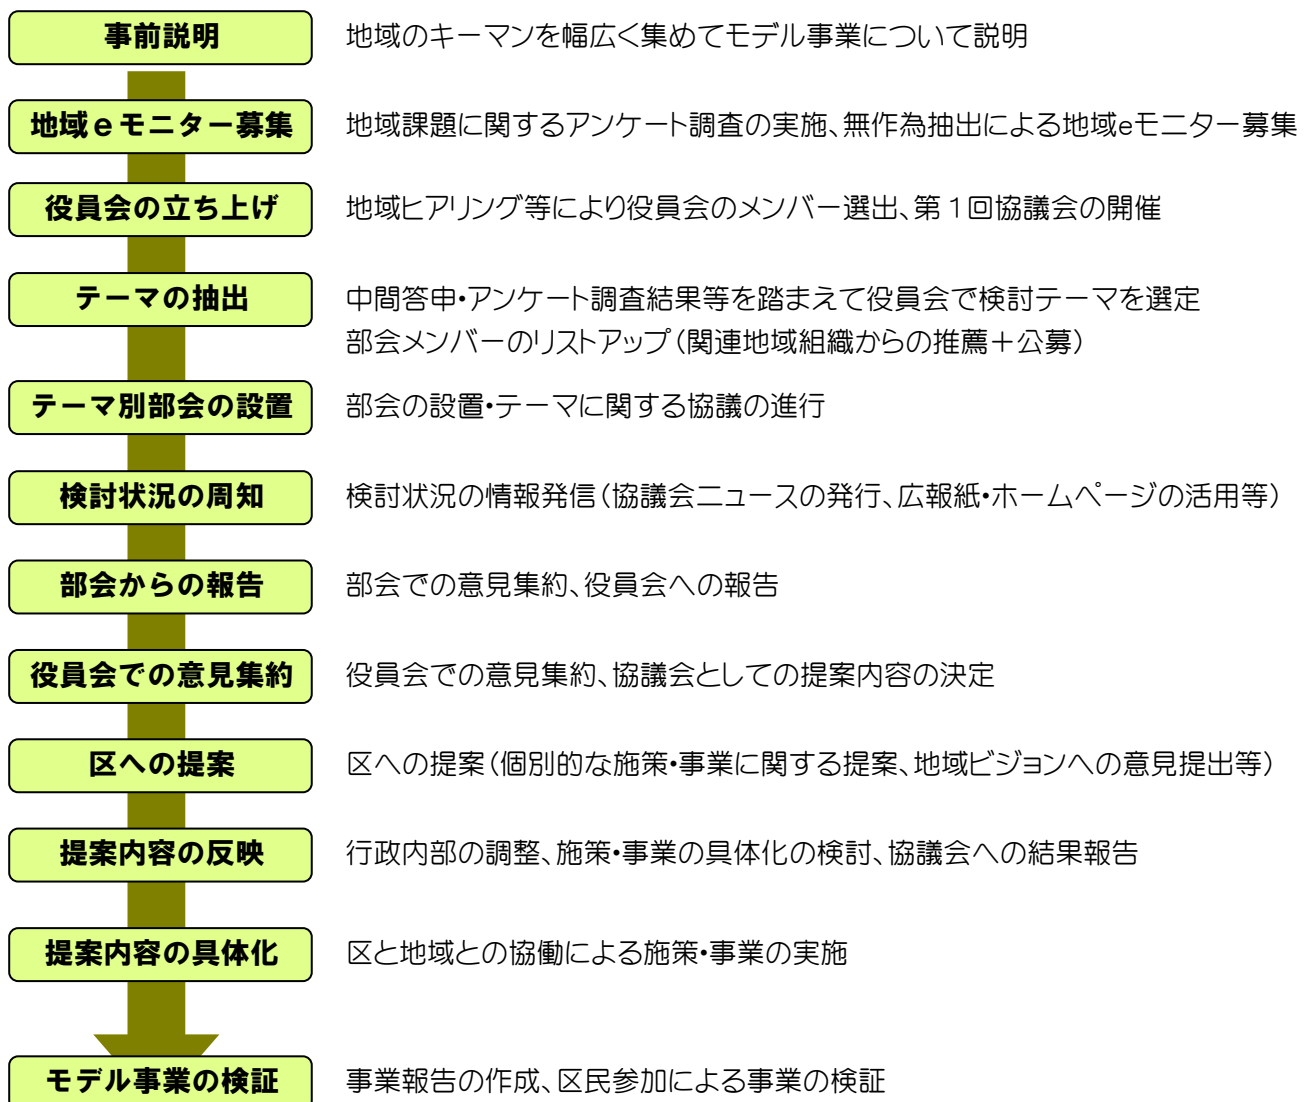 事前説明 地域のキーマンを幅広く集めてモデル事業について説明
地域eモニター募集 地域課題に関するアンケート調査の実施、無作為抽出による地域eモニター募集
役員会の立ち上げ 地域ヒアリング等により役員会のメンバー選出、第1回協議会の開催
テーマの抽出 中間答申・アンケート調査結果等を踏まえて役員会で検討テーマを選定
部会メンバーのリストアップ（関連地域組織からの推薦＋公募）
テーマ別部会の設置 部会の設置・テーマに関する協議の進行
検討状況の周知 検討状況の情報発信（協議会ニュースの発行、広報紙・ホームページの活用等）
部会からの報告 部会での意見集約、役員会への報告
役員会での意見集約 役員会での意見集約、協議会としての提案内容の決定
区への提案 区への提案（個別的な施策・事業に関する提案、地域ビジョンへの意見提出等）
提案内容の反映 行政内部の調整、施策・事業の具体化の検討、協議会への結果報告
提案内容の具体化 区と地域との協働による施策・事業の実施
モデル事業の検証 事業報告の作成、区民参加による事業の検証